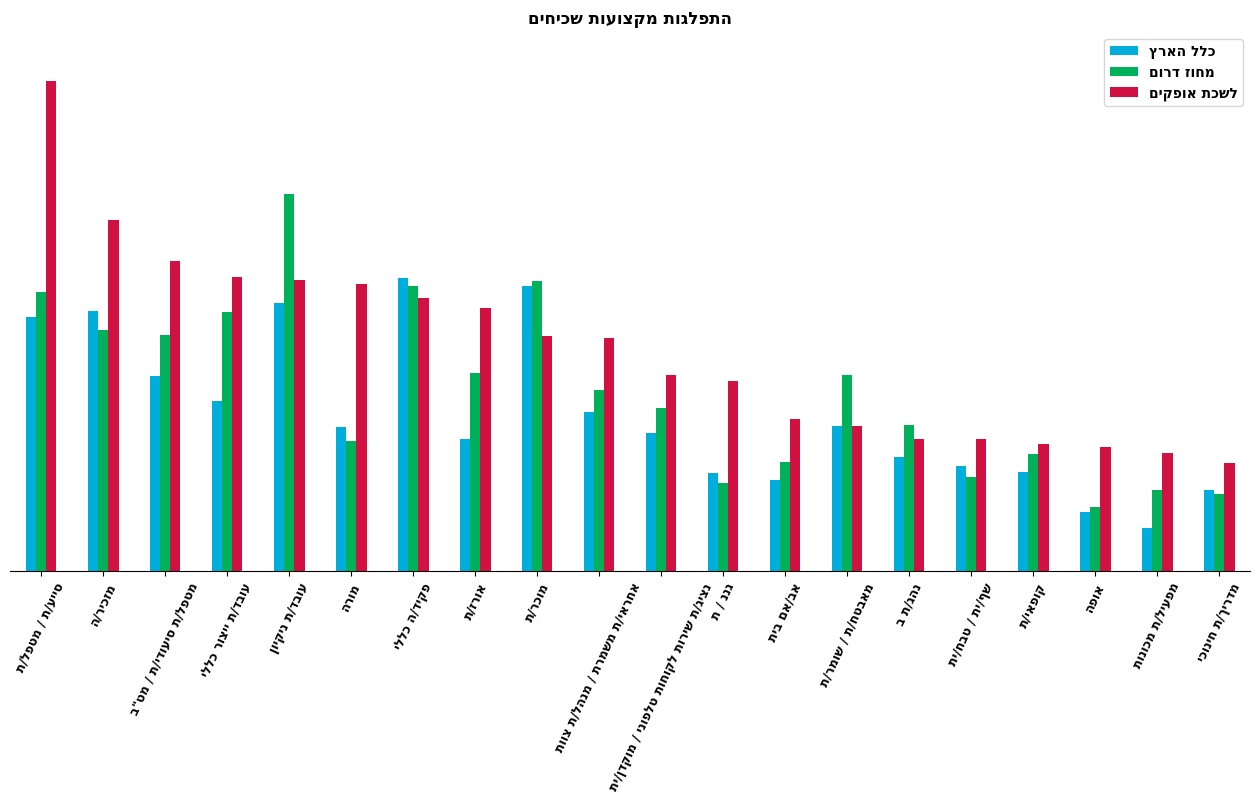 התפלגות מקצועות שכיחים
כלל הארץ
מחוז דרום
לשכת אופקים
סייע/ת / מטפל/ת
מזכיר/ה
מטפל/ת סיעודי/ת / מט"ב
עובד/ת ייצור כללי
עובד/ת ניקיון
מורה
פקיד/ה כללי
אורז/ת
מוכר/ת
אחראי/ת משמרת / מנהל/ת צוות
נציג/ת שירות לקוחות טלפוני / מוקדן/ית
גנג / ת
אב/אם בית
מאבטח/ת / שומר/ת
נהג/ת ב
שף/ית / טבח/ית
קופאי/ת
אופה
מפעיל/ת מכונות
מדריך/ת חינוכי